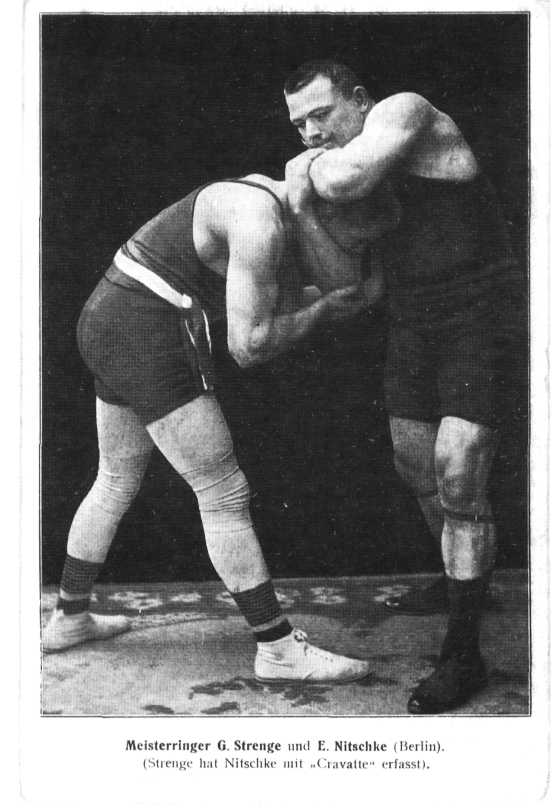 Meisterringer G. Strenge und E. Nitschke (Berlin).
(Strenge hat Nitschke mit „Cravatte“ erfasst).